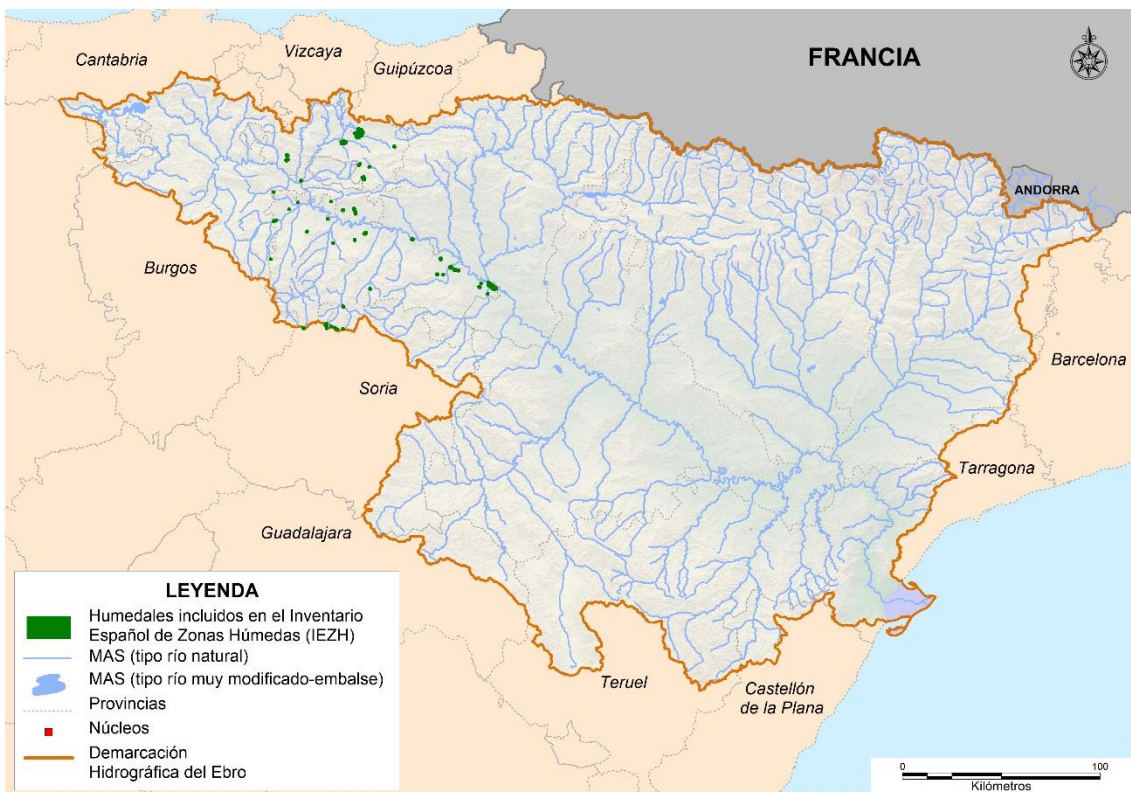 Cantabria
Vizcaya
Guipúzcoa
FRANCIA
ANDORRA
Burgos
Soria
Barcelona
Tarragona
Guadalajara
Teruel
Castellón
de la Plana
LEYENDA
Humedales incluidos en el Inventario
Español de Zonas Húmedas (IEZH)
MAS (tipo río natural)
MAS (tipo río muy modificado-embalse)
Provincias
Núcleos
Demarcación
Hidrográfica del Ebro
0 100
Kilómetros